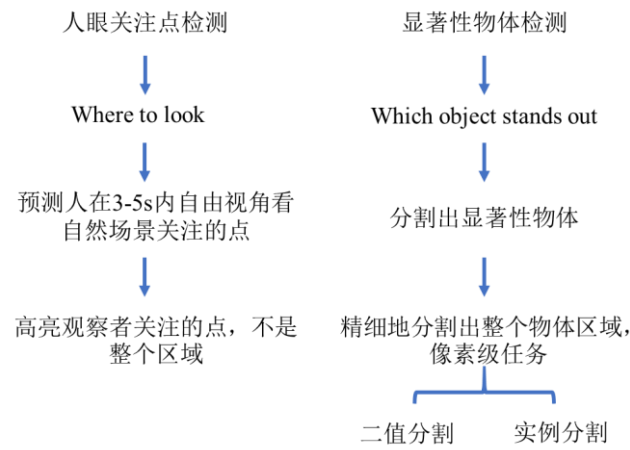 人眼关注点检测
Where to look
预测人在3-5s内自由视角看
自然场景关注的点
高亮观察者关注的点，不是
整个区域
显著性物体检测
Which object stands out
分割出显著性物体
精细地分割出整个物体区域，
像素级任务
二值分割
实例分割